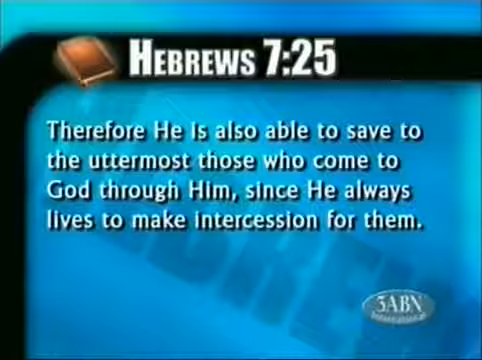 HEBREWS 7:25
Therefore He is also able to save to
the uttermost those who come to
God through Him, since He always
lives to make intercession for them.
3ABN
International